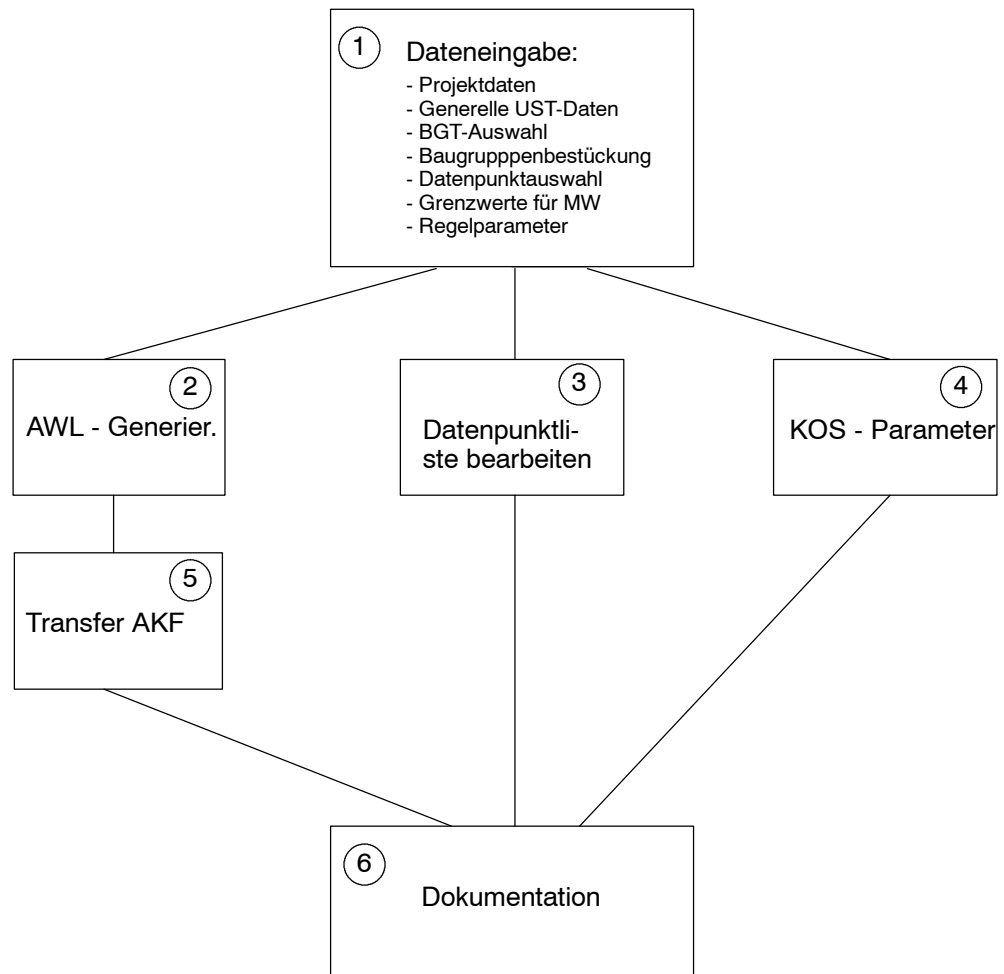 1
Dateneingabe:
- Projektdaten
- Generelle UST-Daten
- BGT-Auswahl
- Baugrupppenbestückung
- Datenpunktauswahl
- Grenzwerte für MW
- Regelparameter
2
AWL - Generier.
3
Datenpunktli-
ste bearbeiten
4
KOS - Parameter
5
Transfer AKF
6
Dokumentation